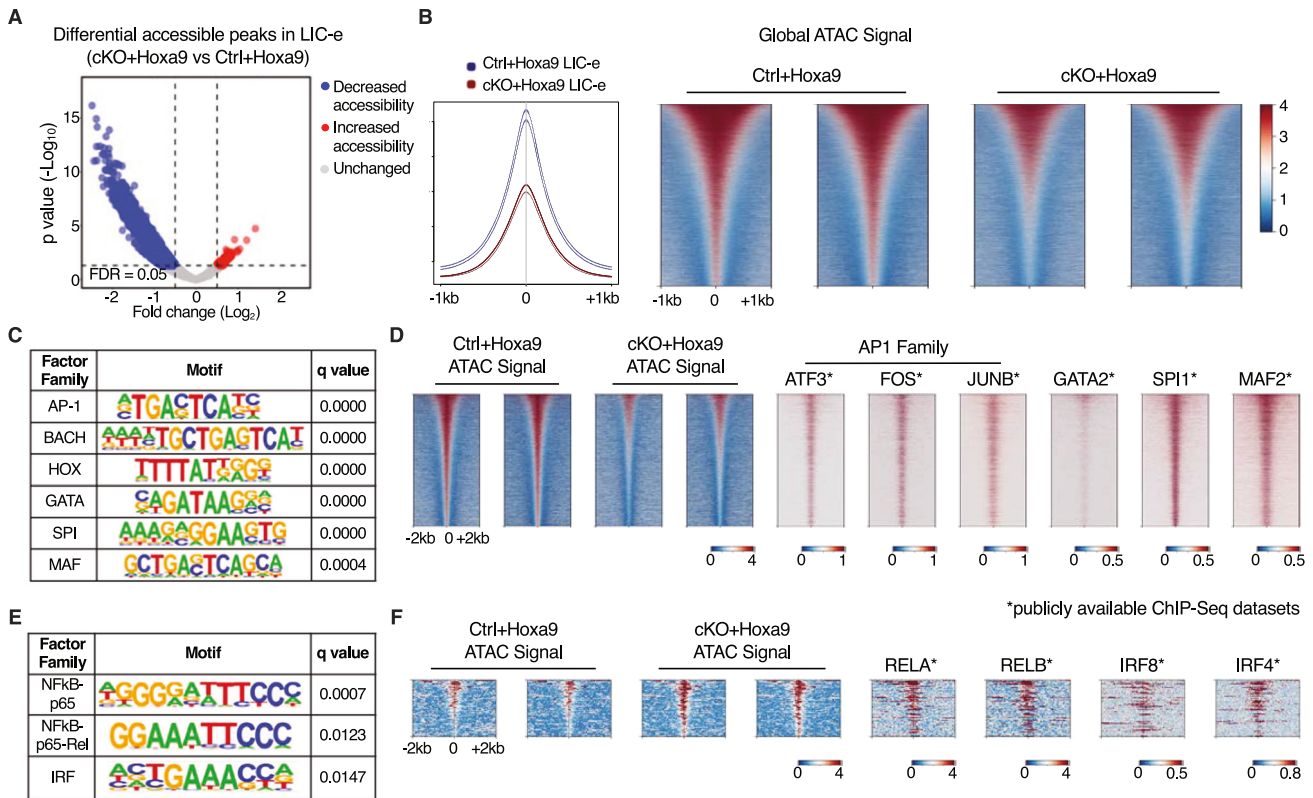 A
Differential accessible peaks in LIC-e
(cKO+Hoxa9 vs Ctrl+Hoxa9)
p value (-Log10)
15
10
5
0
FDR = 0.05
-2 -1 0 1 2
Fold change (Log2)
Decreased
accessibility
Increased
accessibility
Unchanged
B
Global ATAC Signal
Ctrl+Hoxa9 LIC-e
cKO+Hoxa9 LIC-e
-1kb 0 +1kb
Ctrl+Hoxa9
cKO+Hoxa9
-1kb 0 +1kb
4
3
2
1
0
C
Factor Family Motif q value
AP-1 0.0000
BACH 0.0000
HOX 0.0000
GATA 0.0000
SPI 0.0000
MAF 0.0004
D
Ctrl+Hoxa9
ATAC Signal
cKO+Hoxa9
ATAC Signal
AP1 Family
ATF3* FOS* JUNB* GATA2* SPI1* MAF2*
-2kb 0 +2kb
0 4
0 1
0 1
0 1
0 0.5
0 0.5
0 0.5
*publicly available ChIP-Seq datasets
E
Factor Family Motif q value
NFkB-p65 0.0007
NFkB-p65-Rel GGAAATTCCC 0.0123
IRF 0.0147
F
Ctrl+Hoxa9
ATAC Signal
cKO+Hoxa9
ATAC Signal
RELA* RELB* IRF8* IRF4*
-2kb 0 +2kb
0 4
0 4
0 4
0 0.5
0 0.8